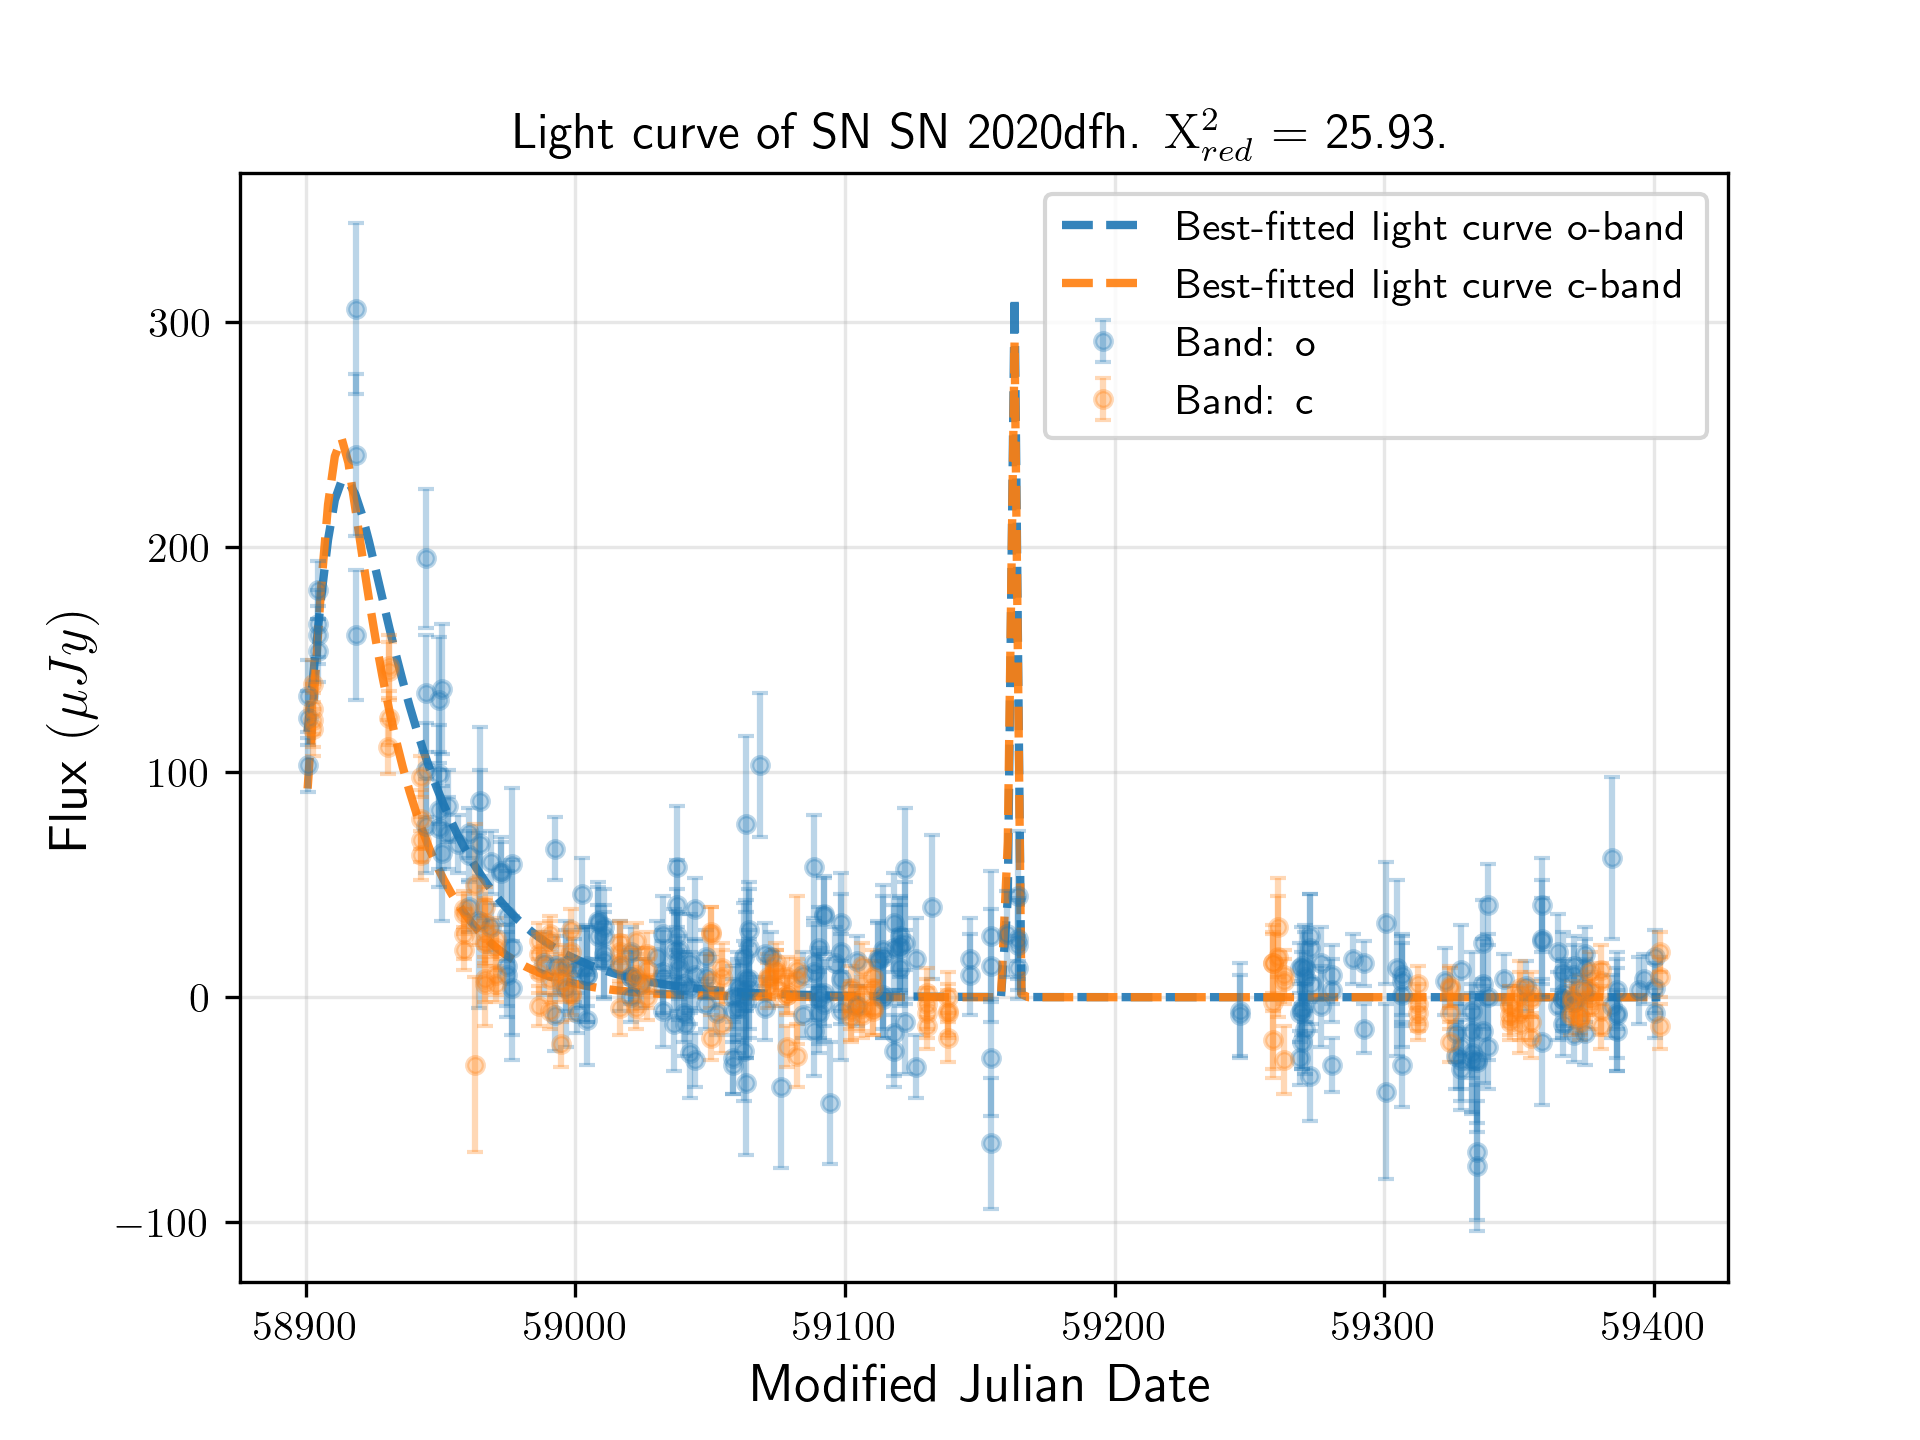 Light curve of SN SN 2020dfh. X²_red = 25.93.
Best-fitted light curve o-band
Best-fitted light curve c-band
Band: o
Band: c
300
200
100
0
−100
Flux (μJy)
58900 59000 59100 59200 59300 59400
Modified Julian Date